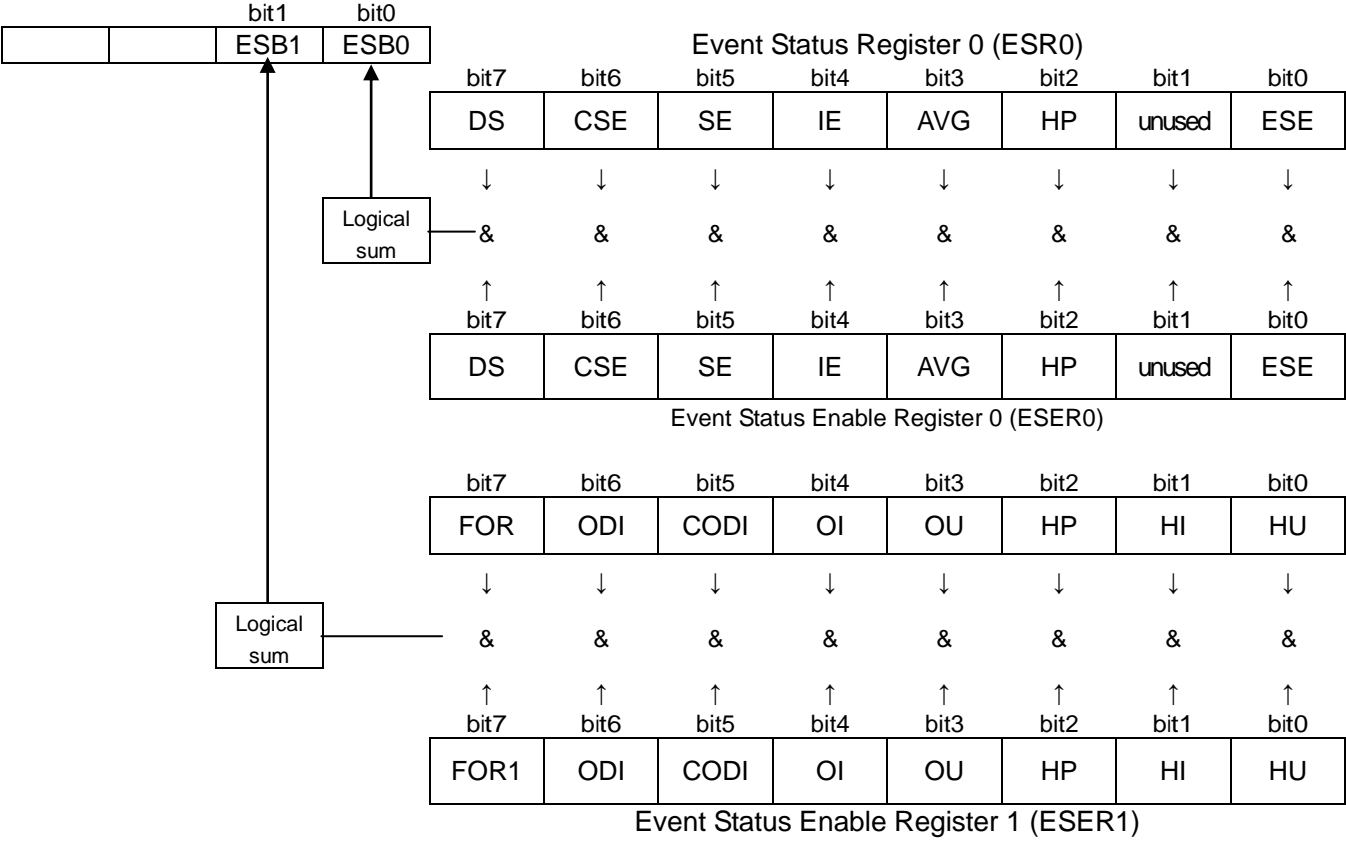 bit1 bit0
ESB1 ESB0
Event Status Register 0 (ESR0)
bit7 bit6 bit5 bit4 bit3 bit2 bit1 bit0
DS CSE SE IE AVG HP unused ESE
↓ ↓ ↓ ↓ ↓ ↓ ↓ ↓
Logical
sum
& & & & & & & &
↑ ↑ ↑ ↑ ↑ ↑ ↑ ↑
bit7 bit6 bit5 bit4 bit3 bit2 bit1 bit0
DS CSE SE IE AVG HP unused ESE
Event Status Enable Register 0 (ESER0)
bit7 bit6 bit5 bit4 bit3 bit2 bit1 bit0
FOR ODI CODI OI OU HP HI HU
↓ ↓ ↓ ↓ ↓ ↓ ↓ ↓
Logical
sum
& & & & & & & &
↑ ↑ ↑ ↑ ↑ ↑ ↑ ↑
bit7 bit6 bit5 bit4 bit3 bit2 bit1 bit0
FOR1 ODI CODI OI OU HP HI HU
Event Status Enable Register 1 (ESER1)